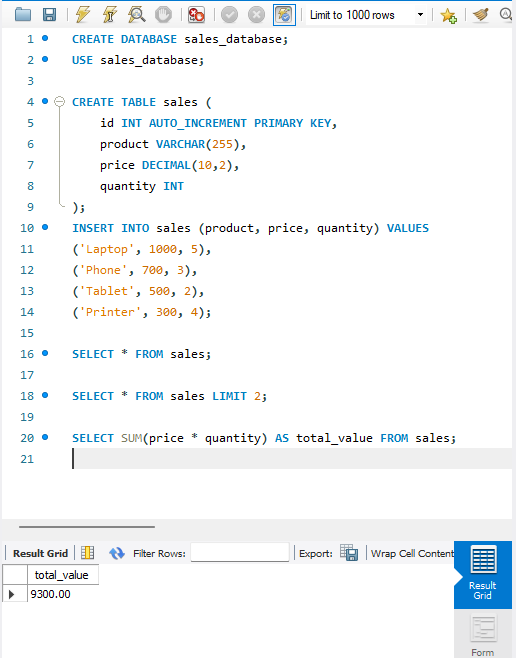 Limit to 1000 rows
1 CREATE DATABASE sales_database;
2 USE sales_database;
3
4 CREATE TABLE sales (
5 id INT AUTO_INCREMENT PRIMARY KEY,
6 product VARCHAR(255),
7 price DECIMAL(10,2),
8 quantity INT
9 );
10 INSERT INTO sales (product, price, quantity) VALUES
11 ('Laptop', 1000, 5),
12 ('Phone', 700, 3),
13 ('Tablet', 500, 2),
14 ('Printer', 300, 4);
15
16 SELECT * FROM sales;
17
18 SELECT * FROM sales LIMIT 2;
19
20 SELECT SUM(price * quantity) AS total_value FROM sales;
21
Result Grid Filter Rows: Export: Wrap Cell Content
total_value
9300.00
Result
Grid
Form